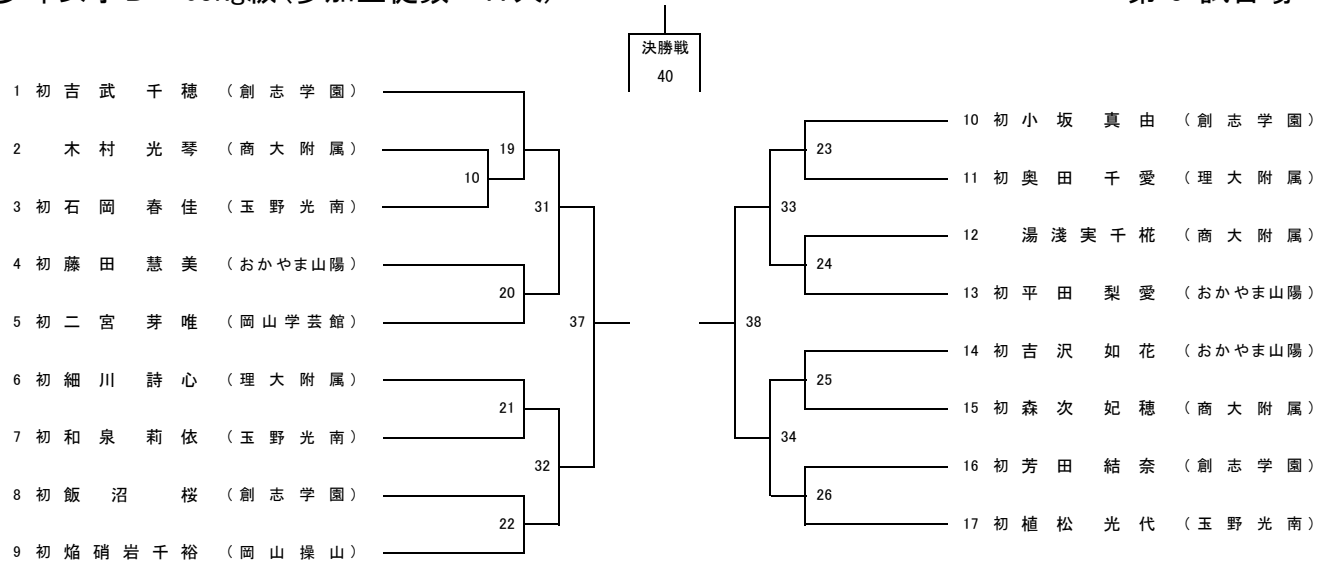 決勝戦
40
1 初 吉武 千穂 (創志学園)
2 木村 光琴 (商大附属)
3 初 石岡 春佳 (玉野光南)
4 初 藤田 慧美 (おかやま山陽)
5 初 二宮 芽唯 (岡山学芸館)
6 初 細川 詩心 (理大附属)
7 初 和泉 莉依 (玉野光南)
8 初 飯沼 桜 (創志学園)
9 初 焔硝岩千裕 (岡山操山)
19
10
31
20
37
21
32
22
10 初 小坂 真由 (創志学園)
11 初 奥田 千愛 (理大附属)
12 湯淺実千椛 (商大附属)
13 初 平田 梨愛 (おかやま山陽)
14 初 吉沢 如花 (おかやま山陽)
15 初 森次 妃穂 (商大附属)
16 初 芳田 結奈 (創志学園)
17 初 植松 光代 (玉野光南)
23
33
24
38
25
34
26